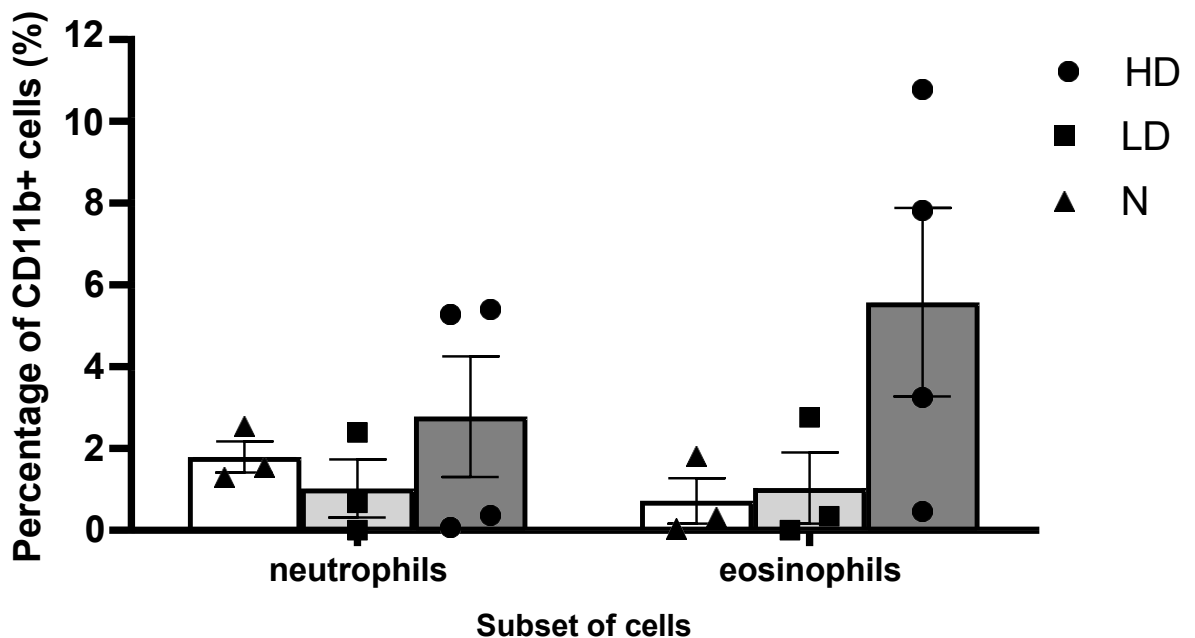 Percentage of CD11b+ cells (%)
12
10
8
6
4
2
0
neutrophils
eosinophils
Subset of cells
HD
LD
N